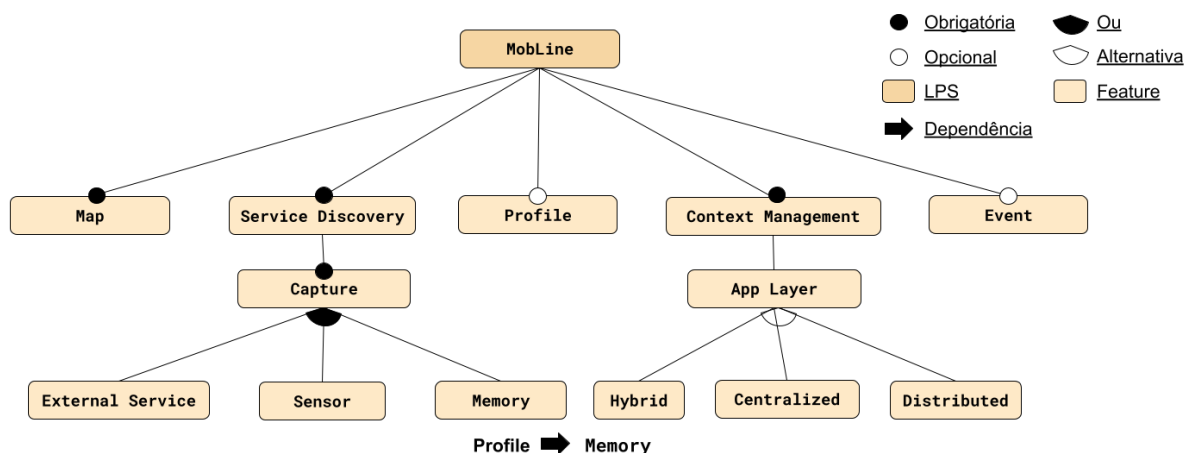 MobLine
Obrigatória
Ou
Opcional
Alternativa
LPS
Feature
Dependência
Map
Service Discovery
Profile
Context Management
Event
Capture
App Layer
External Service
Sensor
Memory
Hybrid
Centralized
Distributed
Profile Memory